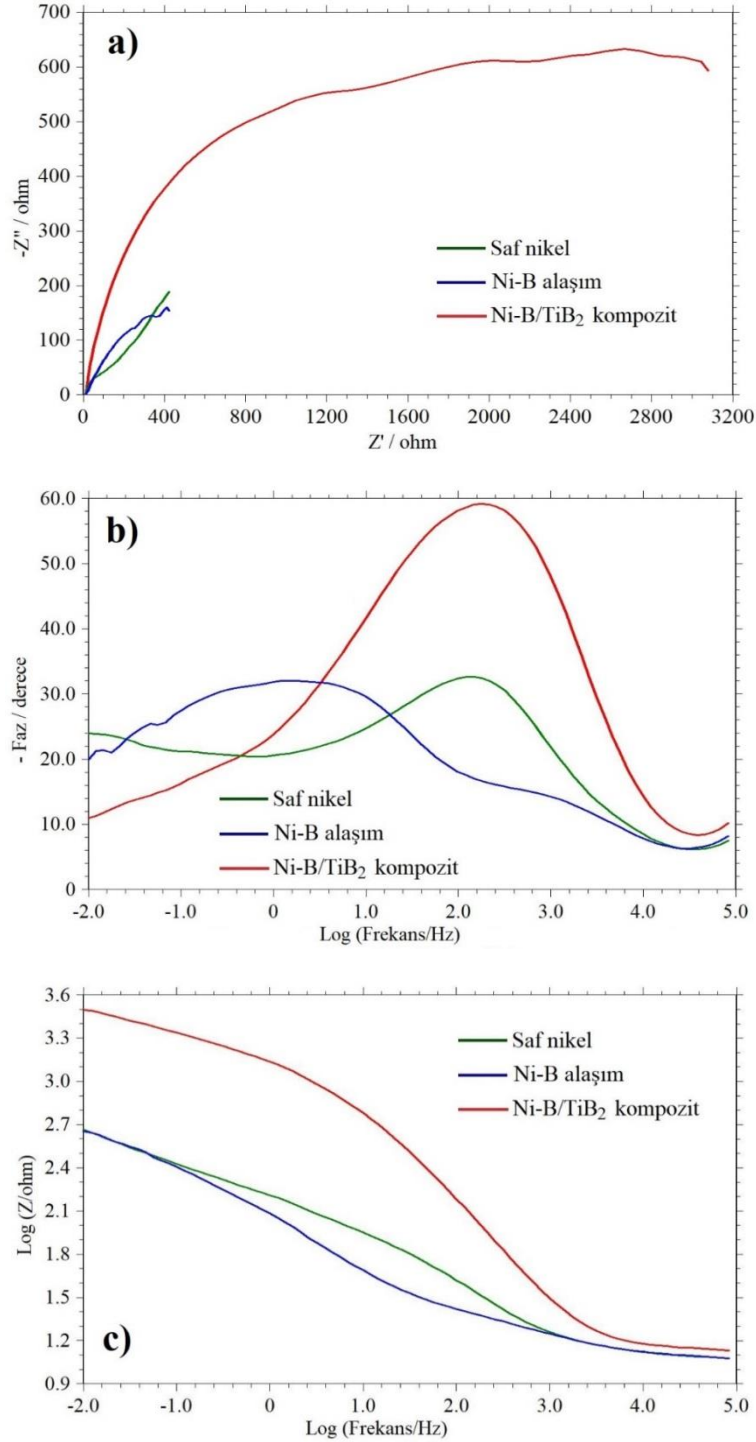 700
a)
600
500
400
300
200
100
0
-Z" / ohm
Saf nikel
Ni-B alaşım
Ni-B/TiB₂ kompozit
0 400 800 1200 1600 2000 2400 2800 3200
Z' / ohm
60.0
b)
50.0
40.0
30.0
20.0
10.0
0
- Faz / derece
Saf nikel
Ni-B alaşım
Ni-B/TiB₂ kompozit
-2.0 -1.0 0 1.0 2.0 3.0 4.0 5.0
Log (Frekans/Hz)
3.6
3.3
3.0
2.7
2.4
2.1
1.8
1.5
1.2
0.9
Log (Z/ohm)
Saf nikel
Ni-B alaşım
Ni-B/TiB₂ kompozit
c)
-2.0 -1.0 0 1.0 2.0 3.0 4.0 5.0
Log (Frekans/Hz)